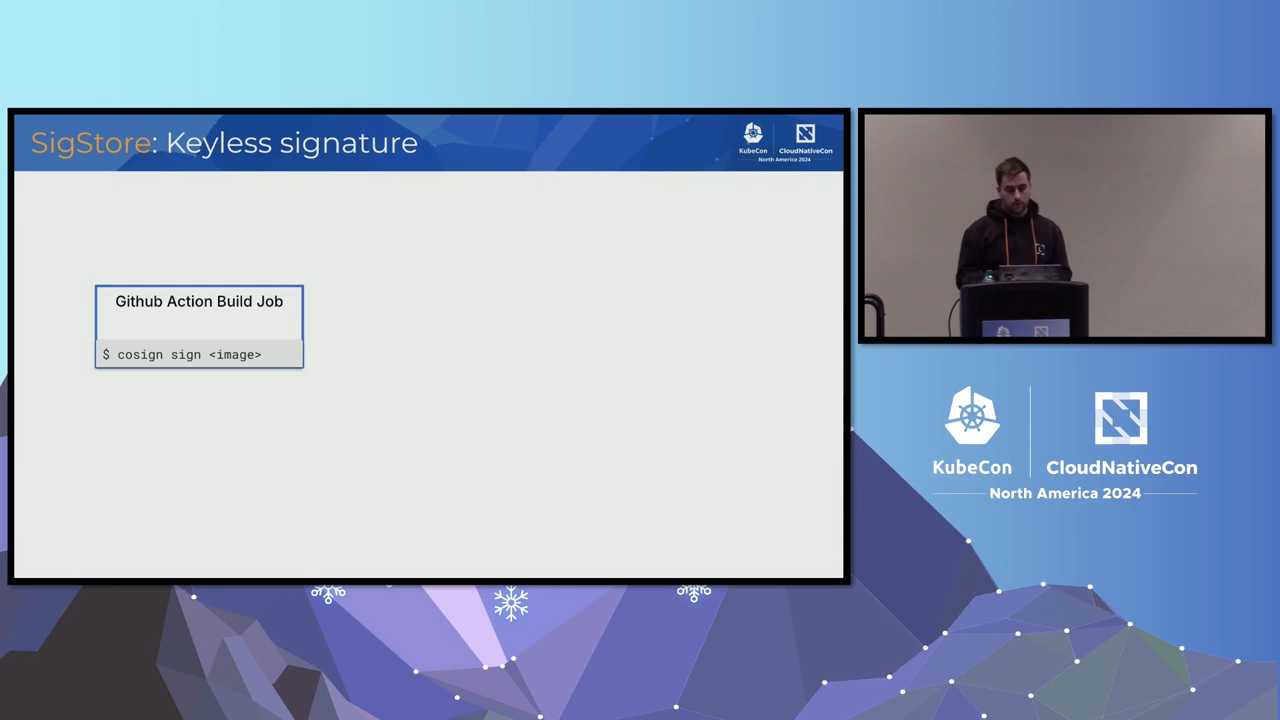 SigStore: Keyless signature
KubeCon
CloudNativeCon
North America 2024
Github Action Build Job
$ cosign sign <image>
KubeCon
CloudNativeCon
North America 2024